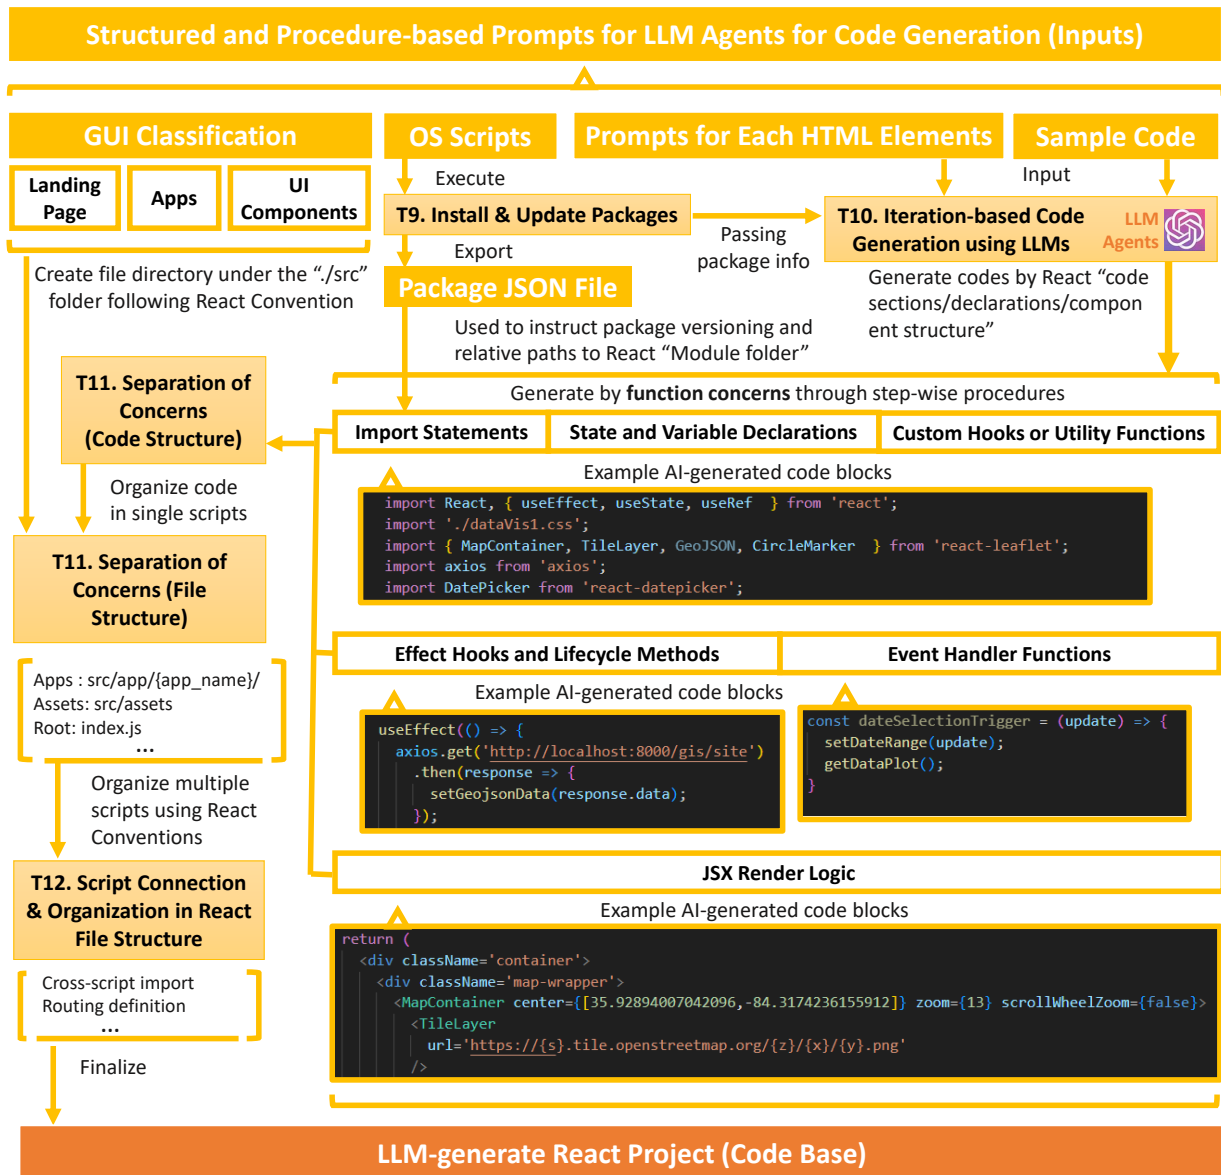 Structured and Procedure-based Prompts for LLM Agents for Code Generation (Inputs)
GUI Classification
OS Scripts
Prompts for Each HTML Elements
Sample Code
Landing
Page
Apps
UI
Components
Execute
Input
T9. Install & Update Packages
Passing
package info
T10. Iteration-based Code
Generation using LLMs
LLM
Agents
Export
Create file directory under the “./src”
folder following React Convention
Package JSON File
Generate codes by React “code
sections/declarations/compon
ent structure”
Used to instruct package versioning and
relative paths to React “Module folder”
T11. Separation of
Concerns
(Code Structure)
Generate by function concerns through step-wise procedures
Import Statements
State and Variable Declarations
Custom Hooks or Utility Functions
Example AI-generated code blocks
import React, { useEffect, useState, useRef  } from 'react';
import './dataVis1.css';
import { MapContainer, TileLayer, GeoJSON, CircleMarker  } from 'react-leaflet';
import axios from 'axios';
import DatePicker from 'react-datepicker';
Organize code
in single scripts
T11. Separation of
Concerns (File
Structure)
Apps : src/app/{app_name}/
Assets: src/assets
Root: index.js
...
Effect Hooks and Lifecycle Methods
Event Handler Functions
Example AI-generated code blocks
useEffect(() => {
axios.get('http://localhost:8000/gis/site')
.then(response => {
setGeojsonData(response.data);
});
const dateSelectionTrigger = (update) => {
setDateRange(update);
getDataPlot();
}
Organize multiple
scripts using React
Conventions
T12. Script Connection
& Organization in React
File Structure
JSX Render Logic
Example AI-generated code blocks
return (
<div className='container'>
<div className='map-wrapper'>
<MapContainer center={[35.92894007042096,-84.3174236155912]} zoom={13} scrollWheelZoom={false}>
<TileLayer
url='https://{s}.tile.openstreetmap.org/{z}/{x}/{y}.png'
/>
Cross-script import
Routing definition
...
Finalize
LLM-generate React Project (Code Base)